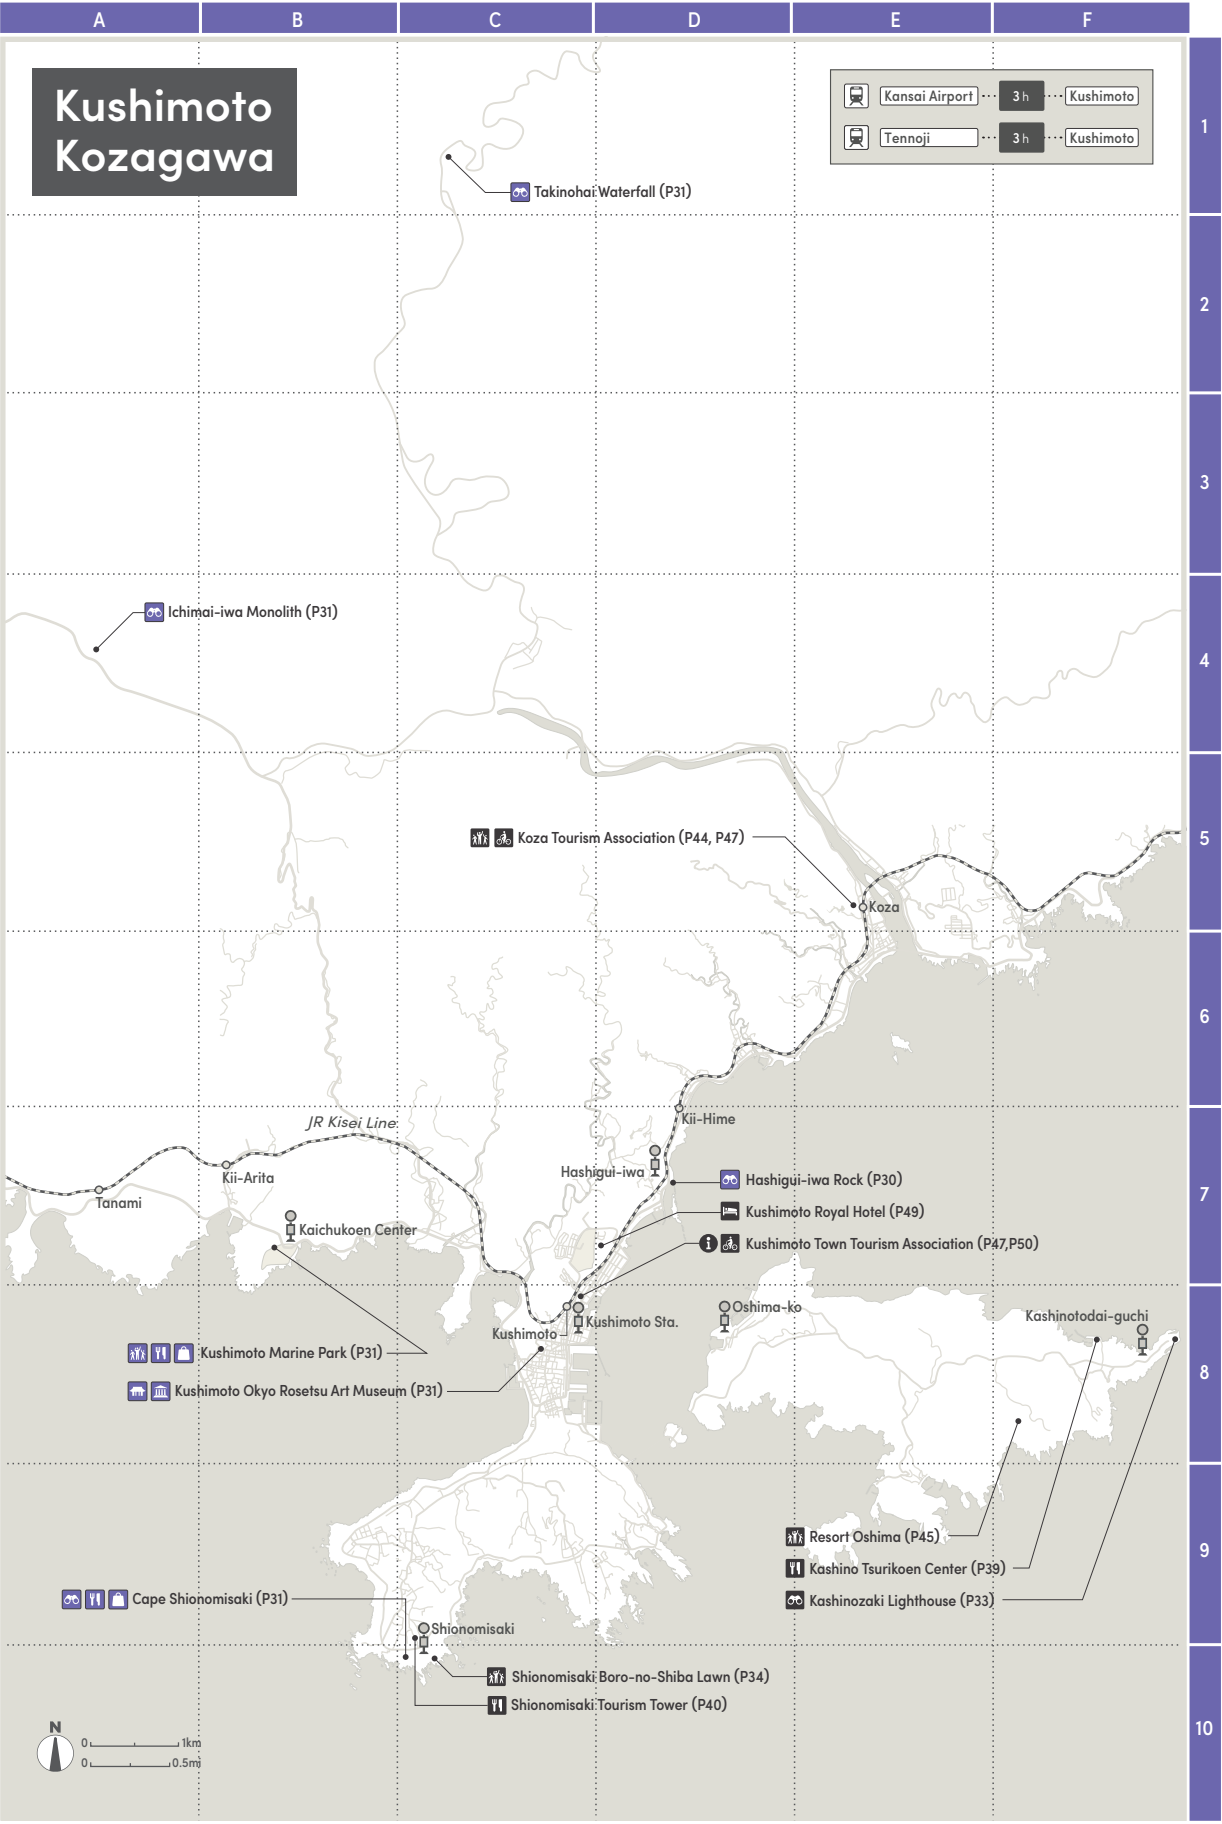 A B C D E F
Kushimoto
Kozagawa
Kansai Airport 3 h Kushimoto
Tennoji 3 h Kushimoto
1
Takinohai Waterfall (P31)
2
3
Ichimai-iwa Monolith (P31)
4
Koza Tourism Association (P44, P47)
5
Koza
6
JR Kisei Line
Kii-Hime
Hashigui-iwa
Kii-Arita
Hashigui-iwa Rock (P30)
7
Tanami
Kushimoto Royal Hotel (P49)
Kaichukoen Center
i Kushimoto Town Tourism Association (P47,P50)
Oshima-ko
Kashinotodai-guchi
Kushimoto Sta.
Kushimoto
Kushimoto Marine Park (P31)
8
Kushimoto Okyo Rosetsu Art Museum (P31)
Resort Oshima (P45)
9
Kashino Tsurikoen Center (P39)
Cape Shionomisaki (P31)
Kashinozaki Lighthouse (P33)
Shionomisaki
Shionomisaki Boro-no-Shiba Lawn (P34)
Shionomisaki Tourism Tower (P40)
N
10
0 1km
0 0.5mi